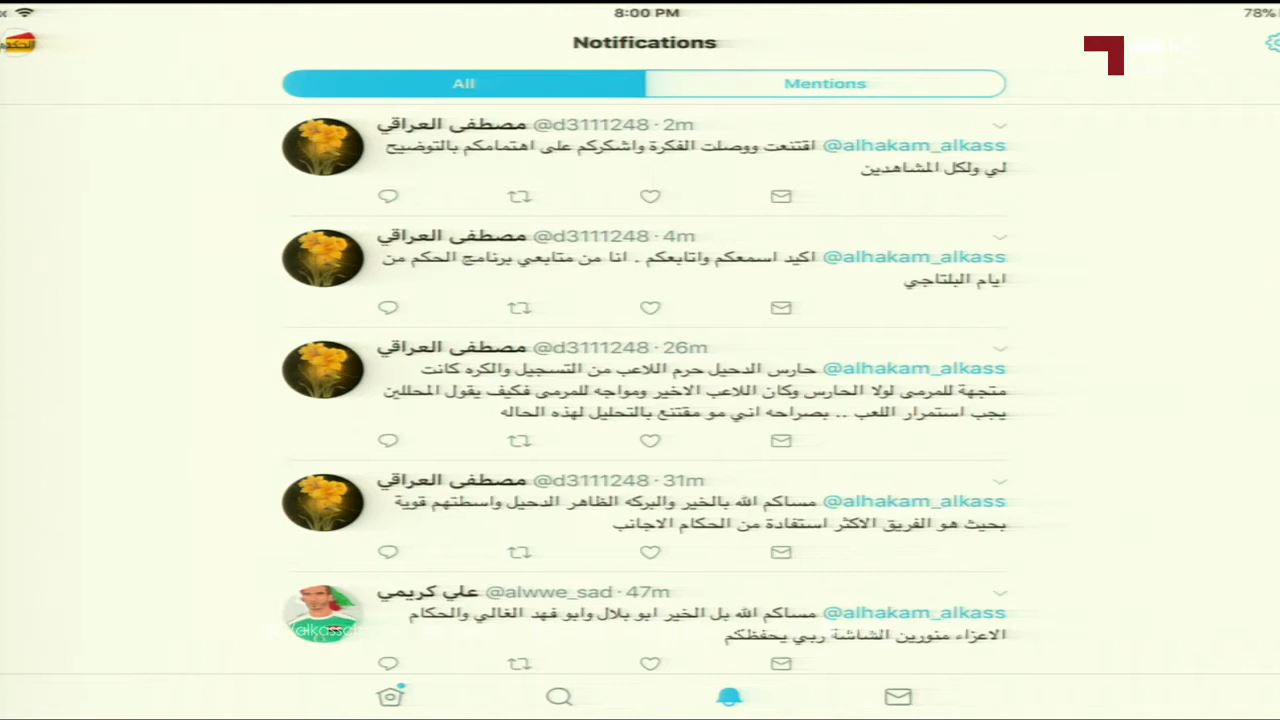 8:00 PM
78%
Notifications
All
Mentions
مصطفى العراقي @d3111248 · 2m
@alhakam_alkass اقتنعت ووصلت الفكرة واشكركم على اهتمامكم بالتوضيح
لي ولكل المشاهدين
مصطفى العراقي @d3111248 · 4m
@alhakam_alkass اكيد اسمعكم واتابعكم . انا من متابعي برنامج الحكم من
ايام البلتاجي
مصطفى العراقي @d3111248 · 26m
@alhakam_alkass حارس الدحيل حرم اللاعب من التسجيل والكره كانت
متجهة للمرمى لولا الحارس وكان اللاعب الاخير ومواجه للمرمى فكيف يقول المحللين
يجب استمرار اللعب .. بصراحه اني مو مقتنع بالتحليل لهذه الحاله
مصطفى العراقي @d3111248 · 31m
@alhakam_alkass مساكم الله بالخير والبركه الظاهر الدحيل واسطتهم قوية
بحيث هو الفريق الاكثر استفادة من الحكام الاجانب
علي كريمي @alwwe_sad · 47m
@alhakam_alkass مساكم الله بل الخير ابو بلال وابو فهد الغالي والحكام
الاعزاء منورين الشاشة ربي يحفظكم